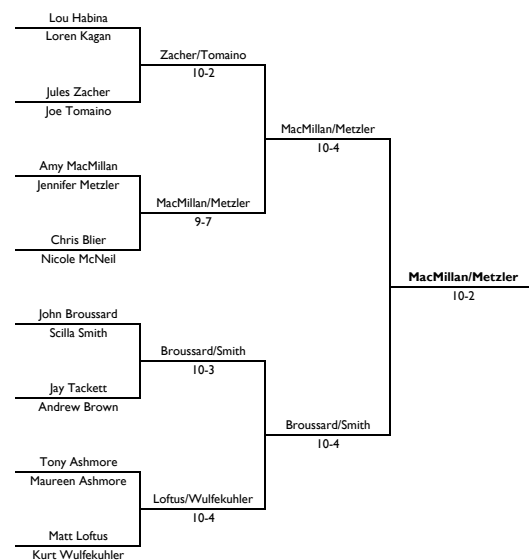 Lou Habina
Loren Kagan
Zacher/Tomaino
10-2
Jules Zacher
Joe Tomaino
MacMillan/Metzler
10-4
Amy MacMillan
Jennifer Metzler
MacMillan/Metzler
9-7
Chris Blier
Nicole McNeil
MacMillan/Metzler
10-2
John Broussard
Scilla Smith
Broussard/Smith
10-3
Jay Tackett
Andrew Brown
Broussard/Smith
10-4
Tony Ashmore
Maureen Ashmore
Loftus/Wulfekuhler
10-4
Matt Loftus
Kurt Wulfekuhler